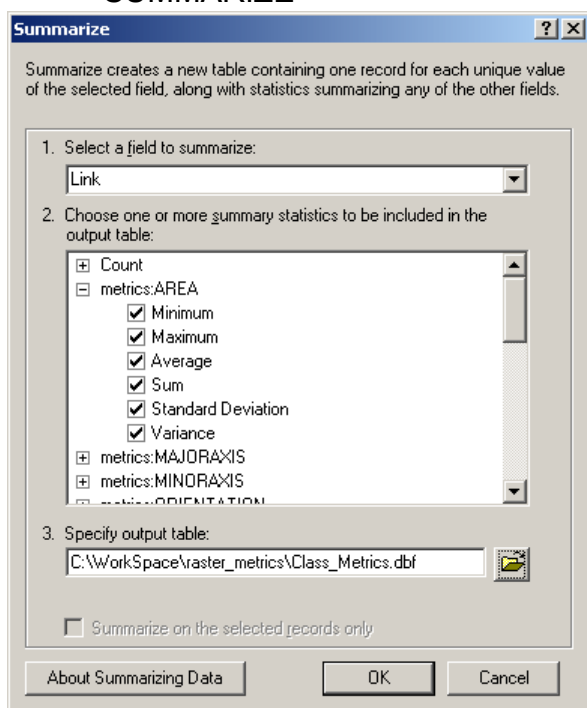 SUMMARIZE
Summarize
Summarize creates a new table containing one record for each unique value
of the selected field, along with statistics summarizing any of the other fields.
1. Select a field to summarize:
Link
2. Choose one or more summary statistics to be included in the
output table:
Count
metrics:AREA
Minimum
Maximum
Average
Sum
Standard Deviation
Variance
metrics:MAJORAXIS
metrics:MINORAXIS
metrics:ORIENTATION
3. Specify output table:
C:\WorkSpace\raster_metrics\Class_Metrics.dbf
Summarize on the selected records only
About Summarizing Data
OK
Cancel